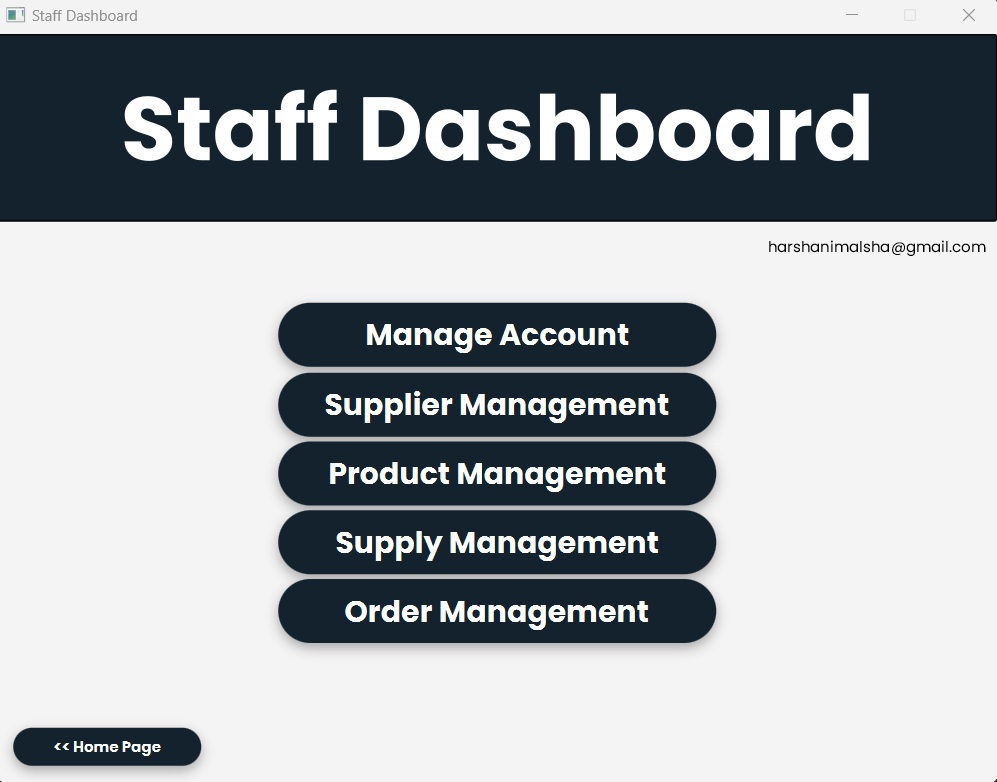 Staff Dashboard
Staff Dashboard
harshanimalsha@gmail.com
Manage Account
Supplier Management
Product Management
Supply Management
Order Management
<< Home Page